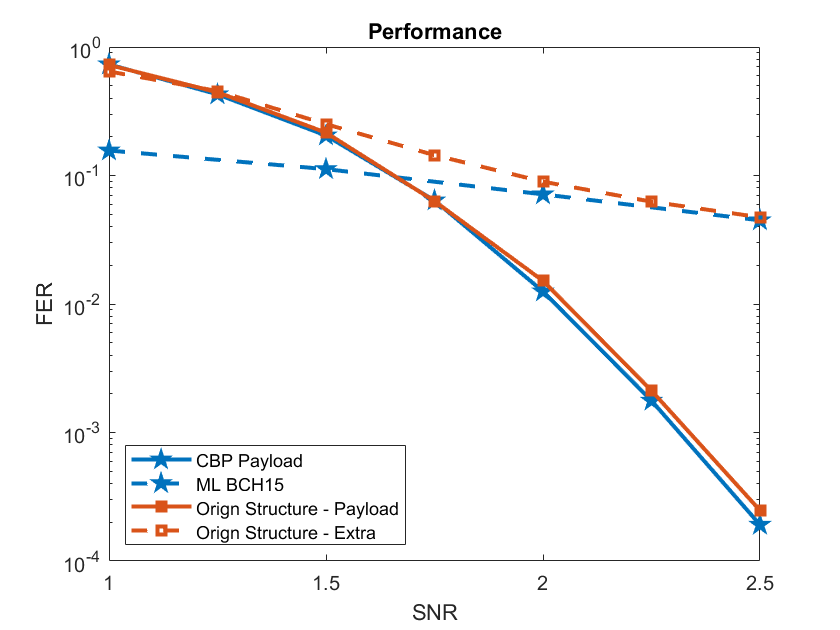 Performance
10^0
10^-1
10^-2
10^-3
10^-4
FER
CBP Payload
ML BCH15
Orign Structure - Payload
Orign Structure - Extra
1 1.5 2 2.5
SNR